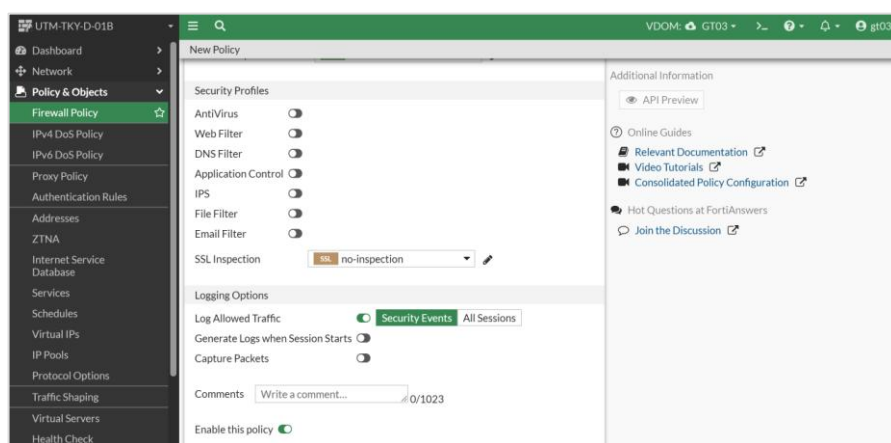 UTM-TKY-D-01B
VDOM: GT03
>_
gt03
New Policy
Dashboard
Network
Policy & Objects
Firewall Policy
IPv4 DoS Policy
IPv6 DoS Policy
Proxy Policy
Authentication Rules
Addresses
ZTNA
Internet Service
Database
Services
Schedules
Virtual IPs
IP Pools
Protocol Options
Traffic Shaping
Virtual Servers
Health Check
Security Profiles
AntiVirus
Web Filter
DNS Filter
Application Control
IPS
File Filter
Email Filter
SSL Inspection
SSL no-inspection
Logging Options
Log Allowed Traffic Security Events All Sessions
Generate Logs when Session Starts
Capture Packets
Comments Write a comment... 0/1023
Enable this policy
Additional Information
API Preview
Online Guides
Relevant Documentation
Video Tutorials
Consolidated Policy Configuration
Hot Questions at FortiAnswers
Join the Discussion